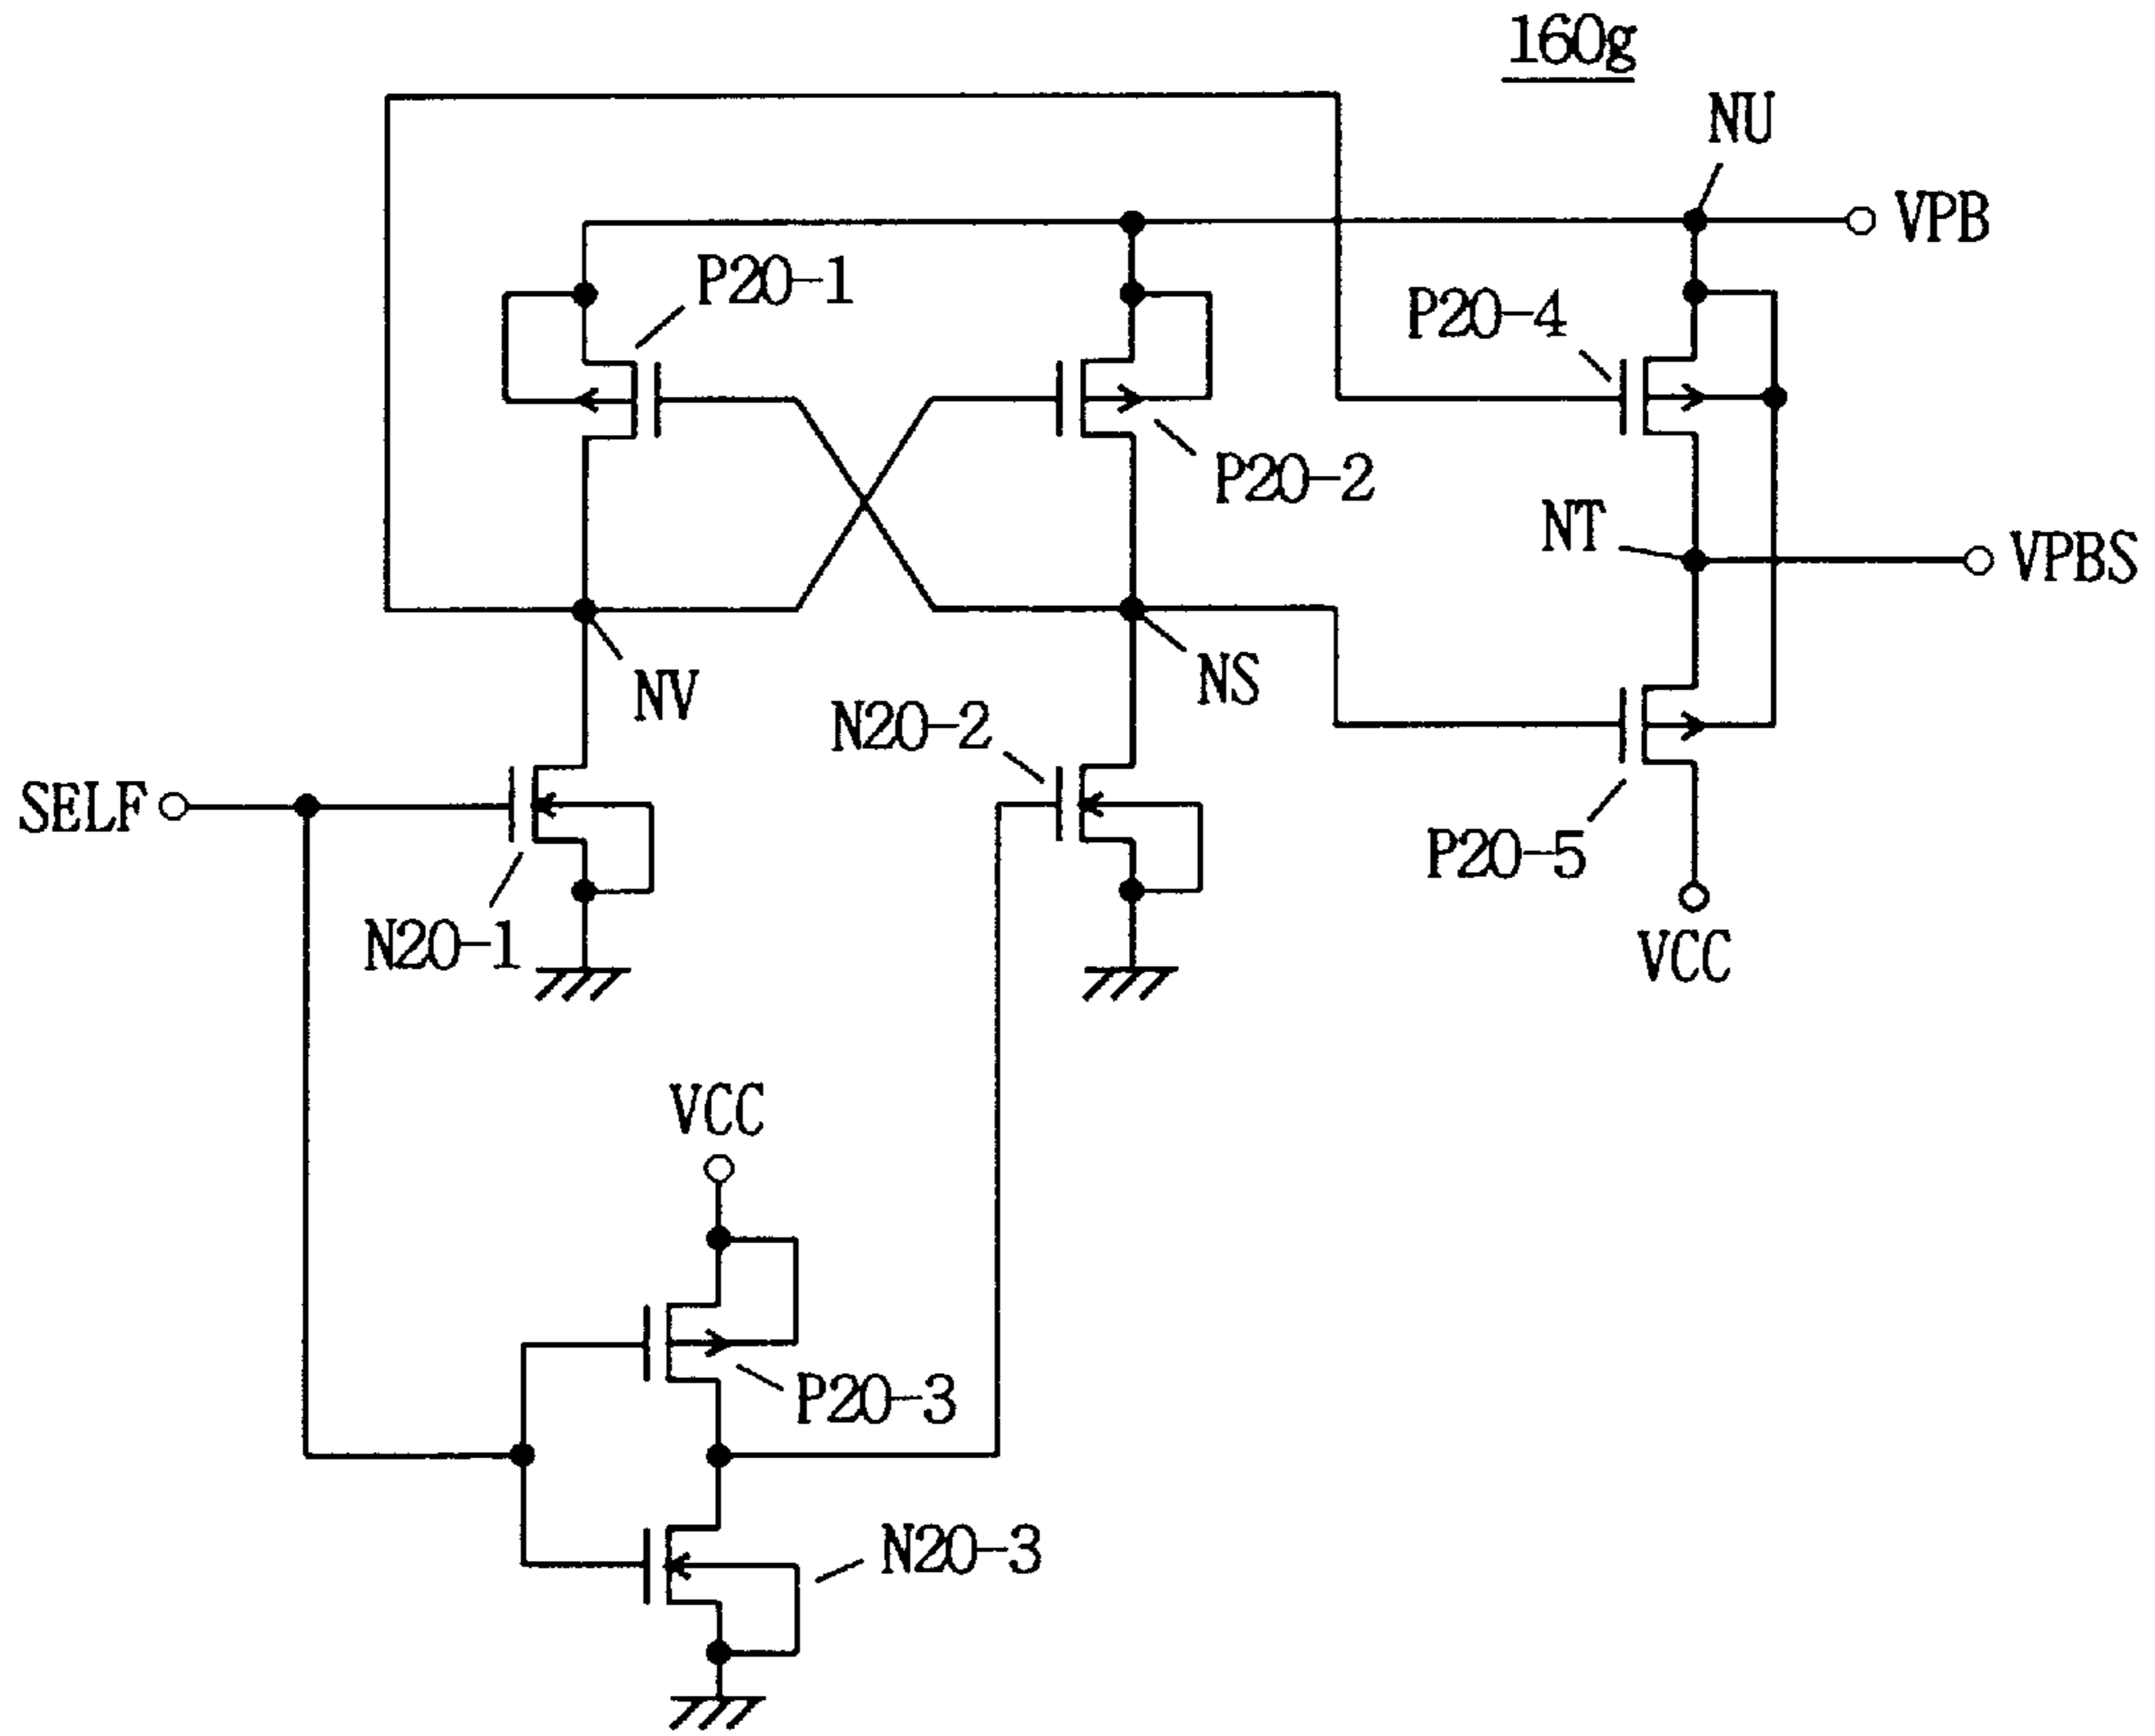 160g
NU
VPB
P20-1
P20-4
P20-2
NT
VPBS
NV
NS
N20-2
SELF
P20-5
N20-1
VCC
VCC
P20-3
N20-3